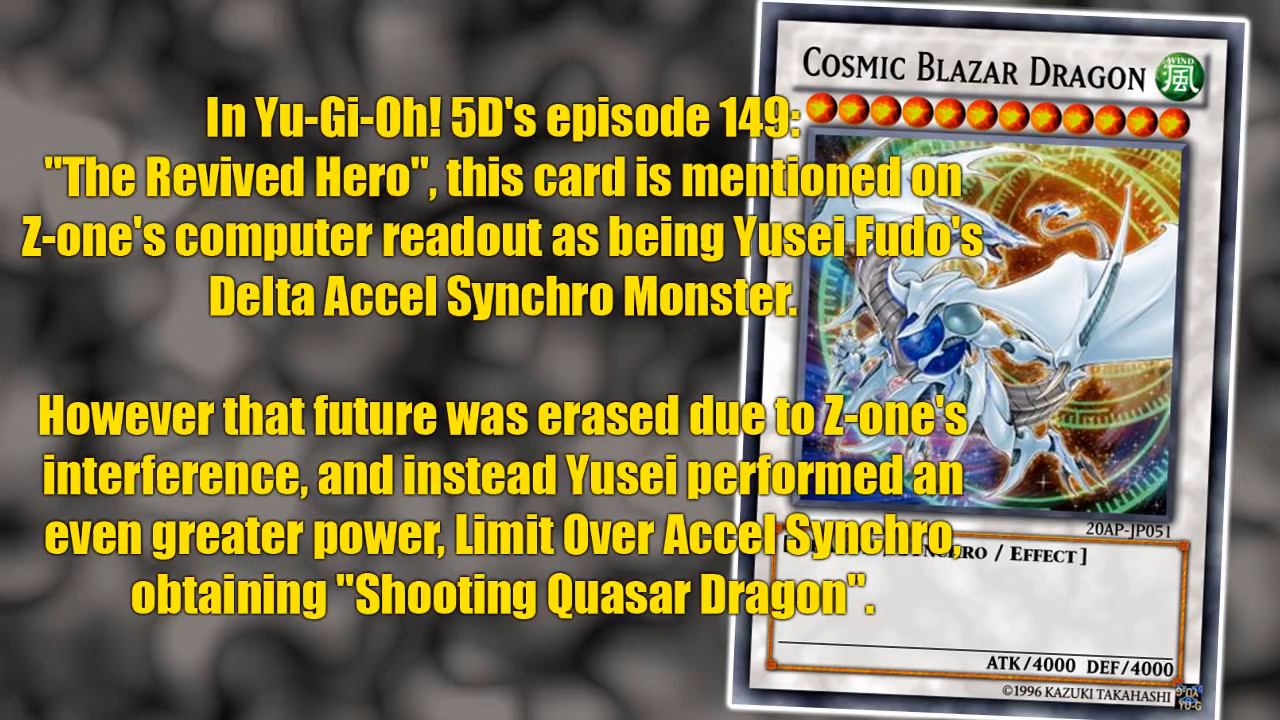 COSMIC BLAZAR DRAGON
WIND
風
In Yu-Gi-Oh! 5D's episode 149:
"The Revived Hero", this card is mentioned on
Z-one's computer readout as being Yusei Fudo's
Delta Accel Synchro Monster.
However that future was erased due to Z-one's
interference, and instead Yusei performed an
even greater power, Limit Over Accel Synchro,
obtaining "Shooting Quasar Dragon".
20AP-JP051
/ EFFECT]
ATK/4000 DEF/4000
©1996 KAZUKI TAKAHASHI